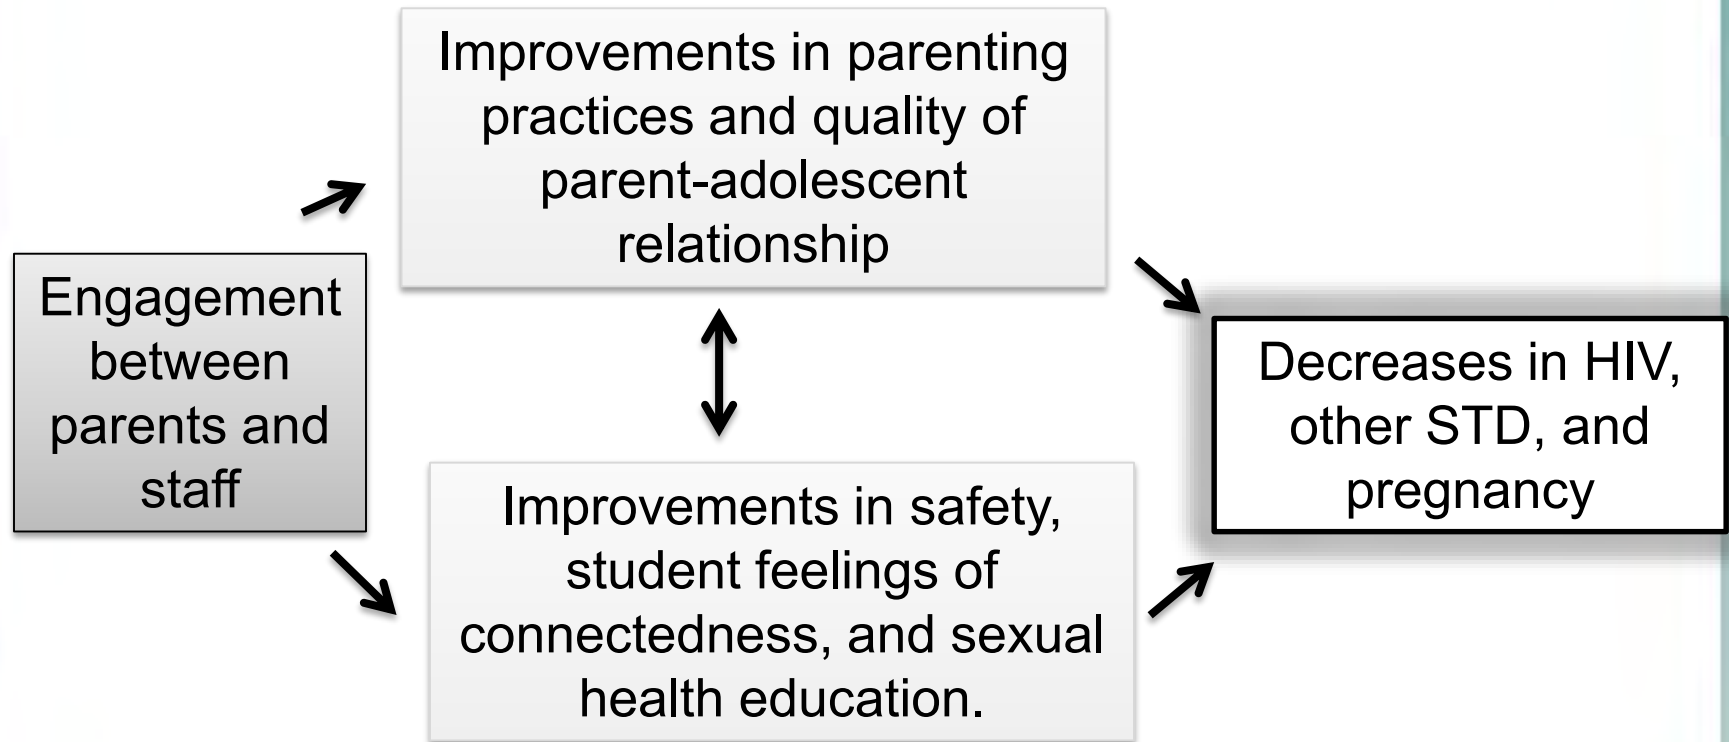 Improvements in parenting
practices and quality of
parent-adolescent
relationship
Engagement
between
parents and
staff
Decreases in HIV,
other STD, and
pregnancy
Improvements in safety,
student feelings of
connectedness, and sexual
health education.